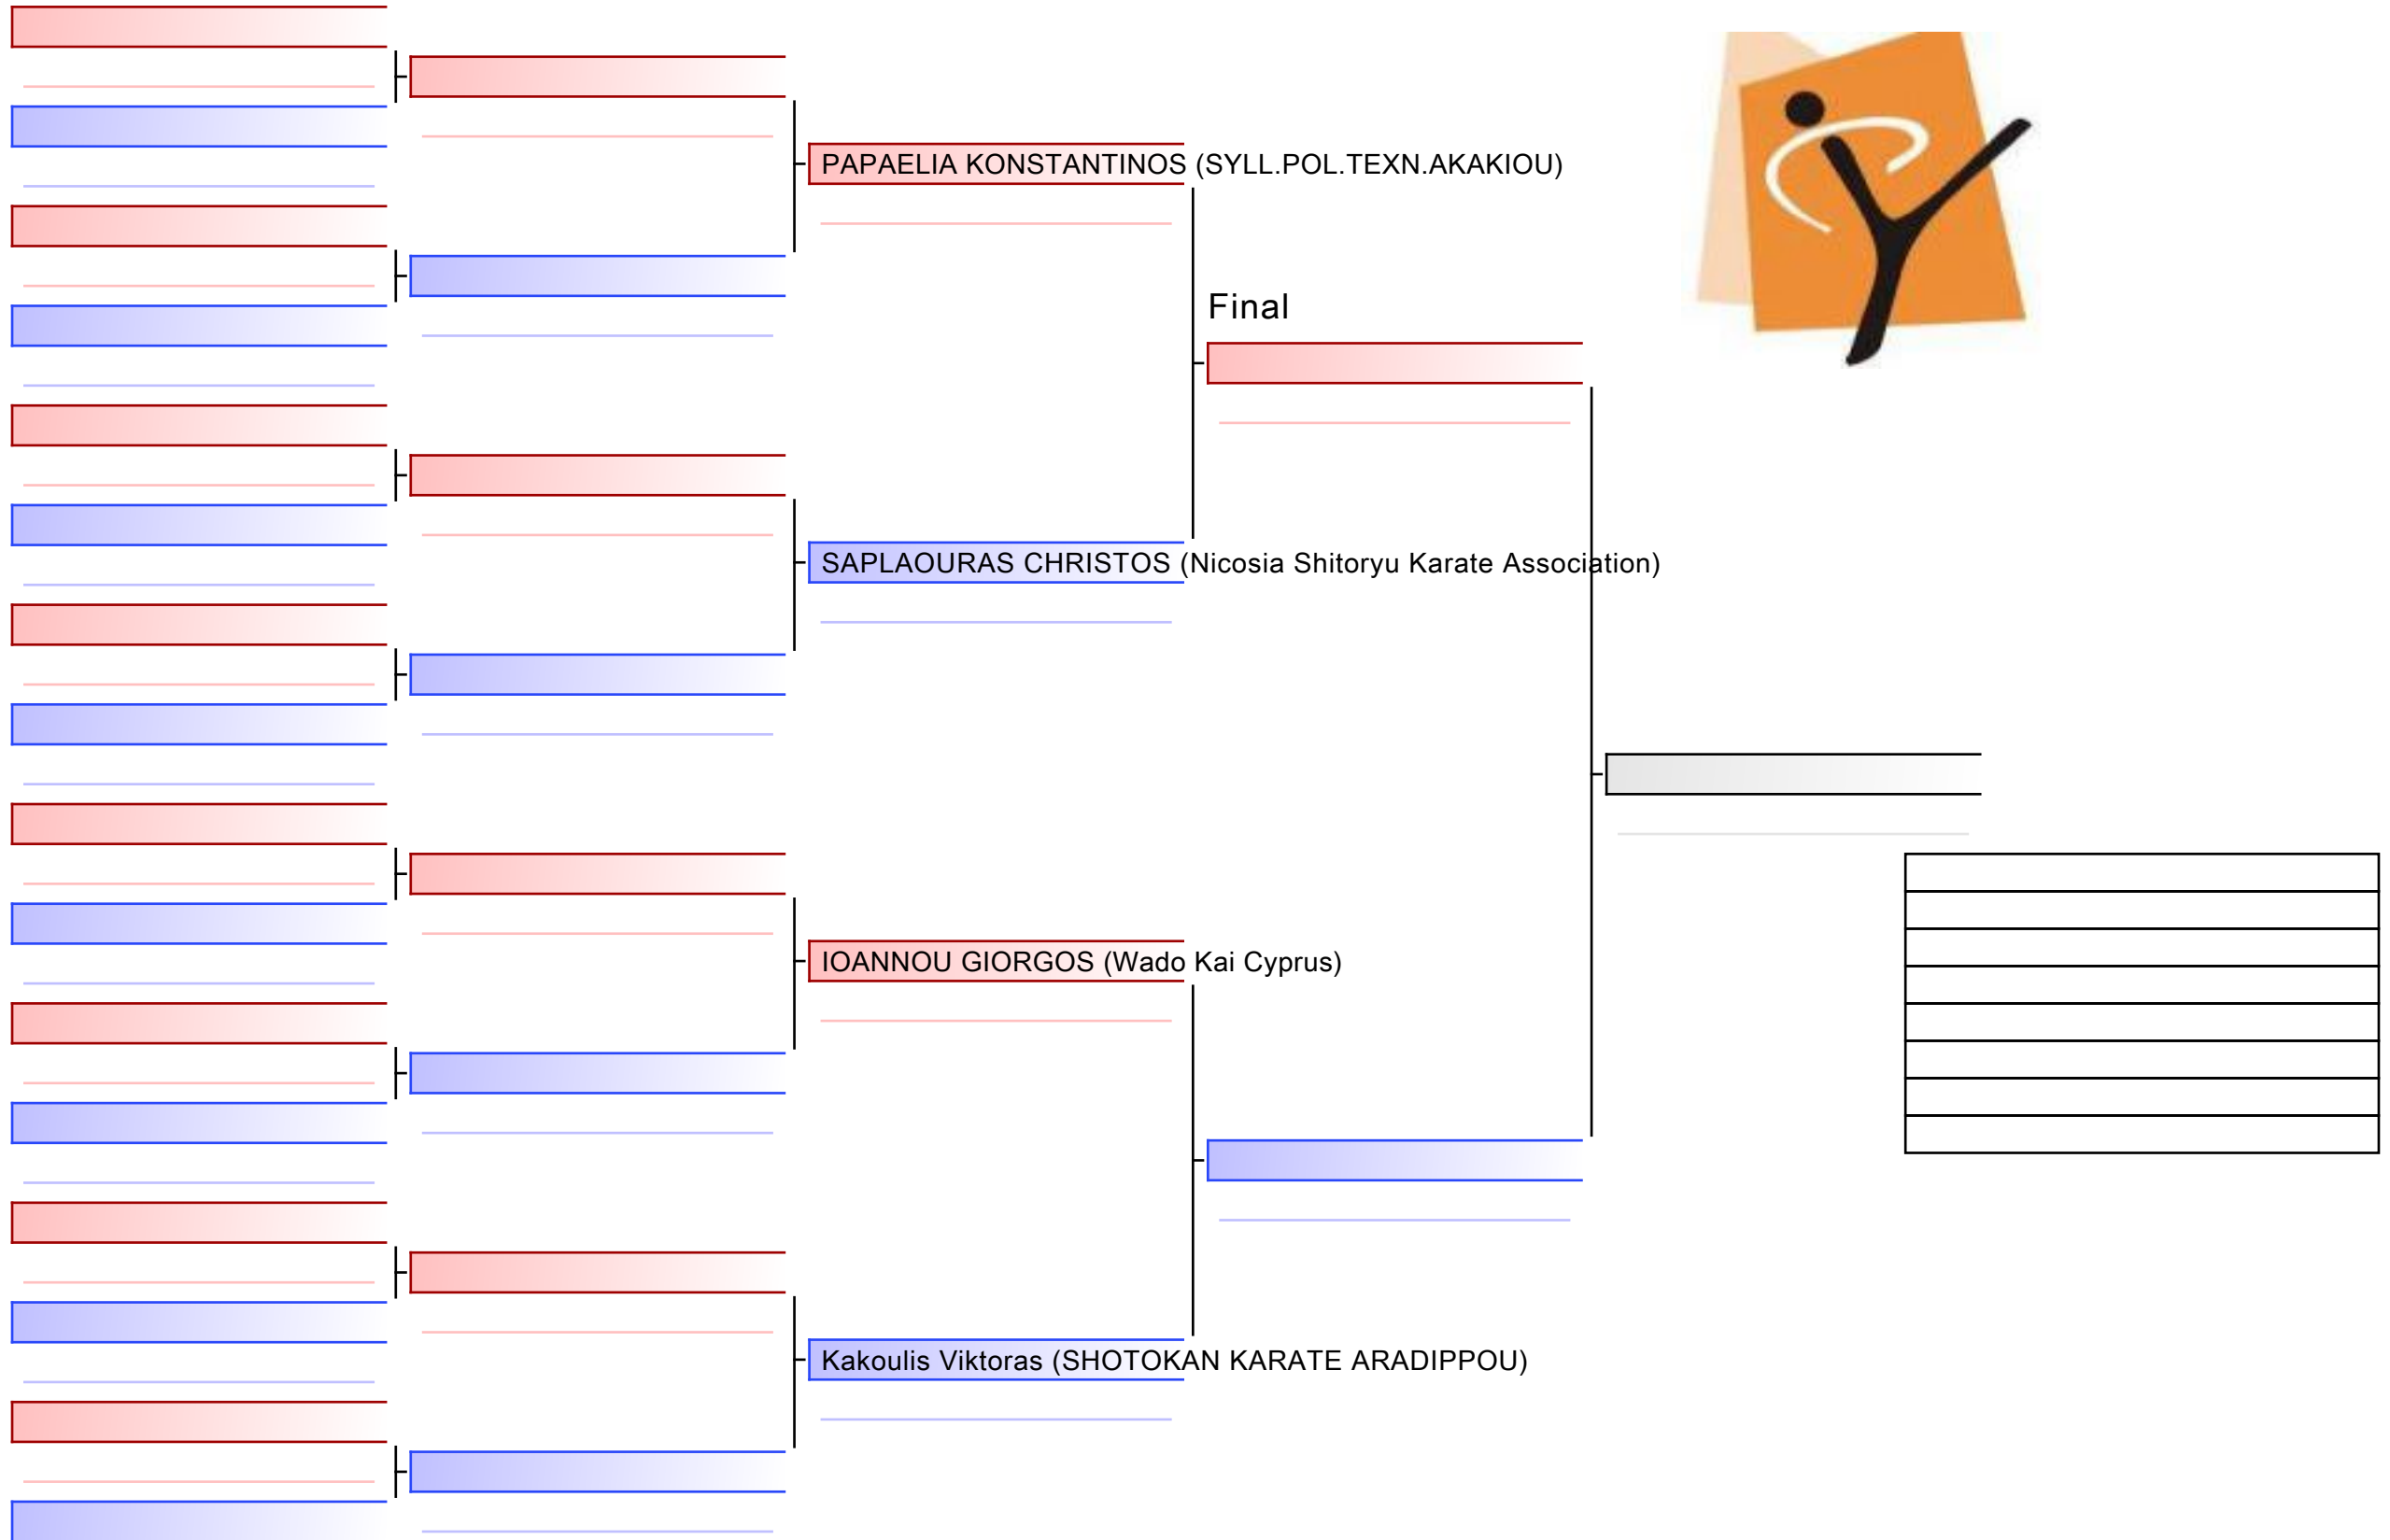 PAPAELIA KONSTANTINOS (SYLL.POL.TEXN.AKAKIOU)
Final
SAPLAOURAS CHRISTOS (Nicosia Shitoryu Karate Association)
IOANNOU GIORGOS (Wado Kai Cyprus)
Kakoulis Viktoras (SHOTOKAN KARATE ARADIPPOU)